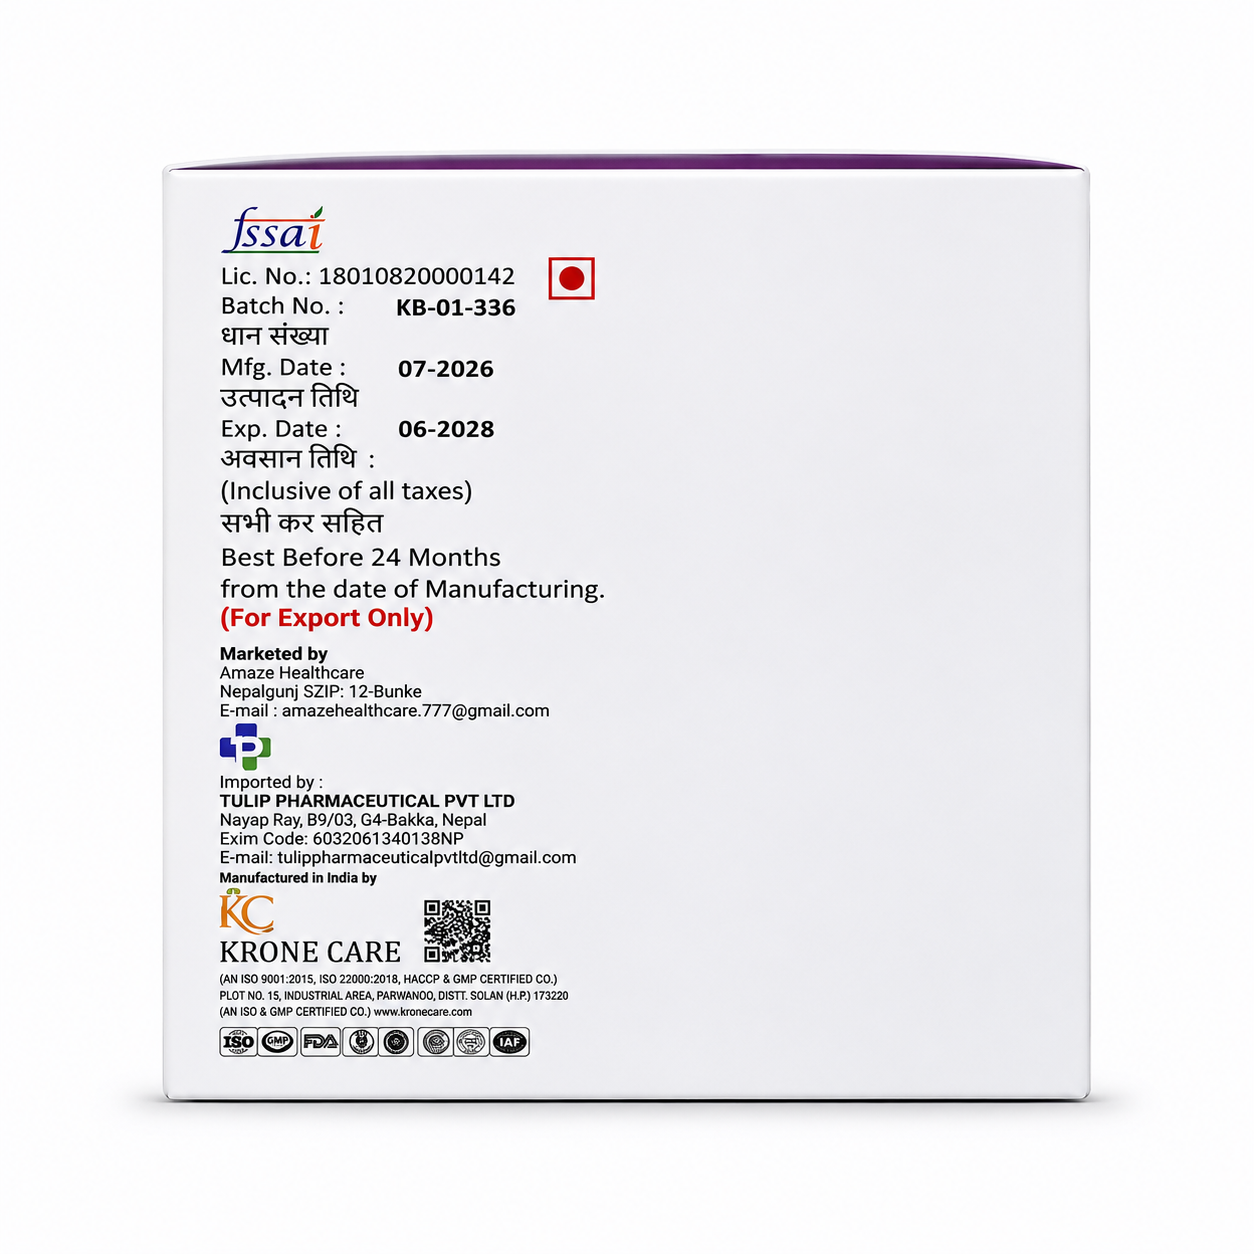 fssai
Lic. No.: 18010820000142
Batch No. : KB-01-336
धान संख्या
Mfg. Date : 07-2026
उत्पादन तिथि
Exp. Date : 06-2028
अवसान तिथि :
(Inclusive of all taxes)
सभी कर सहित
Best Before 24 Months
from the date of Manufacturing.
(For Export Only)
Marketed by
Amaze Healthcare
Nepalgunj SZIP: 12-Bunke
E-mail : amazehealthcare.777@gmail.com
P
Imported by :
TULIP PHARMACEUTICAL PVT LTD
Nayap Ray, B9/03, G4-Bakka, Nepal
Exim Code: 6032061340138NP
E-mail: tulippharmaceuticalpvtltd@gmail.com
Manufactured in India by
KC
KRONE CARE
(AN ISO 9001:2015, ISO 22000:2018, HACCP & GMP CERTIFIED CO.)
PLOT NO. 15, INDUSTRIAL AREA, PARWANOO, DISTT. SOLAN (H.P.) 173220
(AN ISO & GMP CERTIFIED CO.) www.kronecare.com
ISO GMP FDA IAF